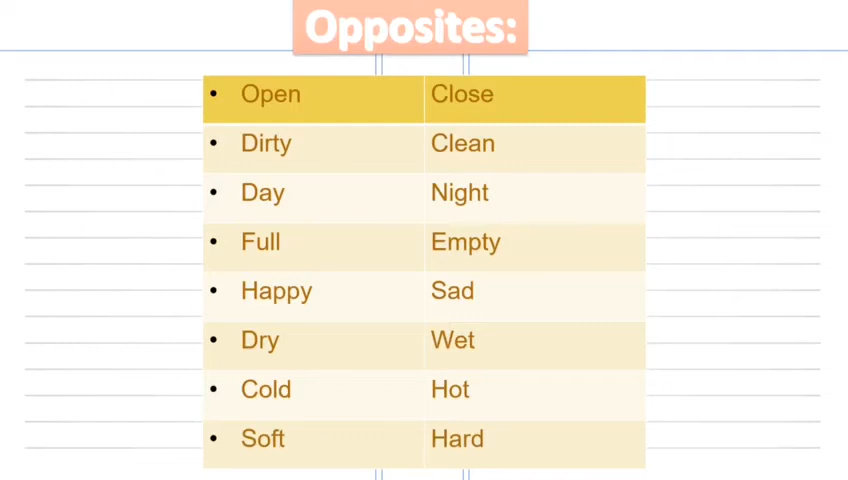 Opposites:
• Open Close
• Dirty Clean
• Day Night
• Full Empty
• Happy Sad
• Dry Wet
• Cold Hot
• Soft Hard